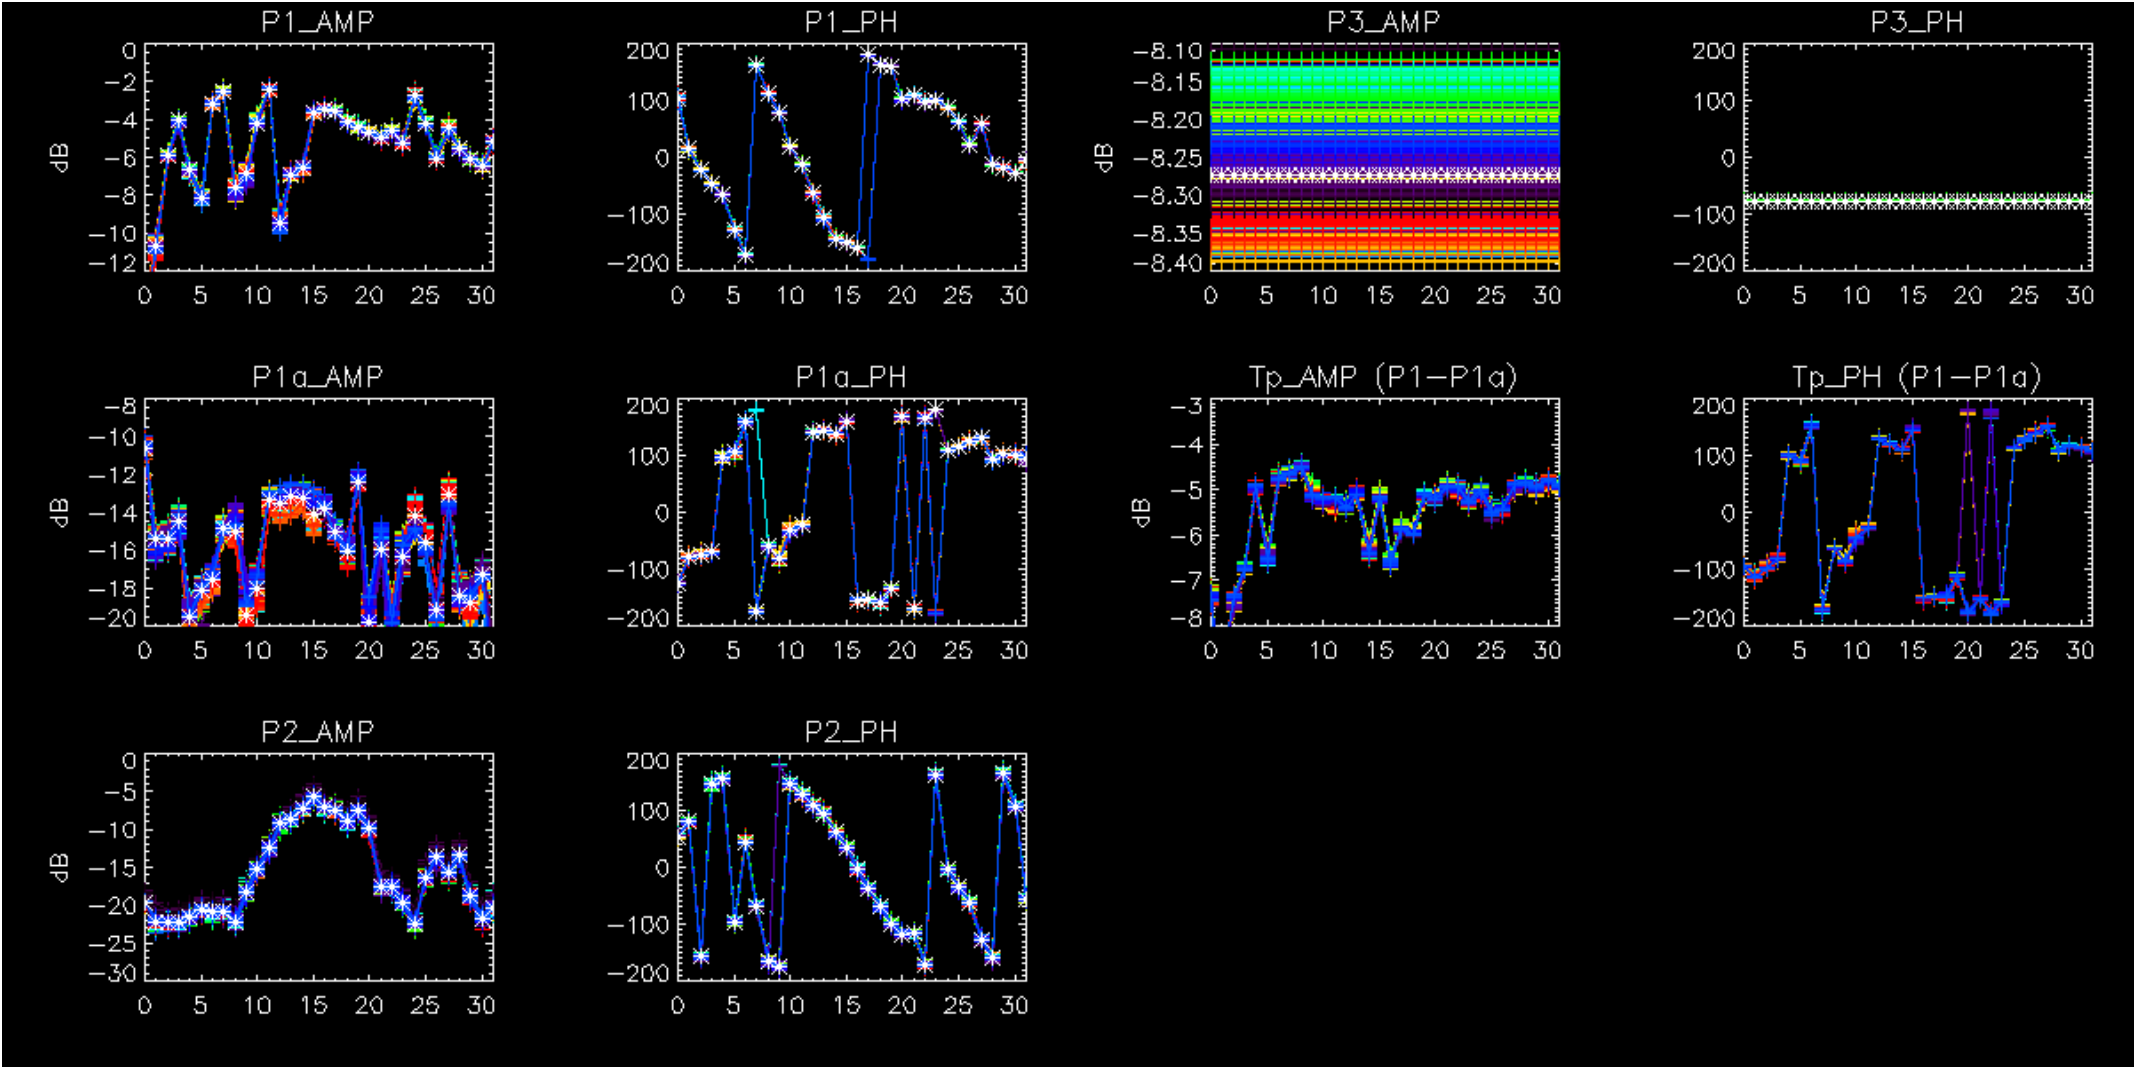 P1_AMP
P1_PH
P3_AMP
P3_PH
0
-2
-4
-6
-8
-10
-12
dB
0 5 10 15 20 25 30
200
100
0
-100
-200
0 5 10 15 20 25 30
-8.10
-8.15
-8.20
-8.25
-8.30
-8.35
-8.40
dB
0 5 10 15 20 25 30
200
100
0
-100
-200
0 5 10 15 20 25 30
P1a_AMP
P1a_PH
Tp_AMP (P1-P1a)
Tp_PH (P1-P1a)
-8
-10
-12
-14
-16
-18
-20
dB
0 5 10 15 20 25 30
200
100
0
-100
-200
0 5 10 15 20 25 30
-3
-4
-5
-6
-7
-8
dB
0 5 10 15 20 25 30
200
100
0
-100
-200
0 5 10 15 20 25 30
P2_AMP
P2_PH
0
-5
-10
-15
-20
-25
-30
dB
0 5 10 15 20 25 30
200
100
0
-100
-200
0 5 10 15 20 25 30